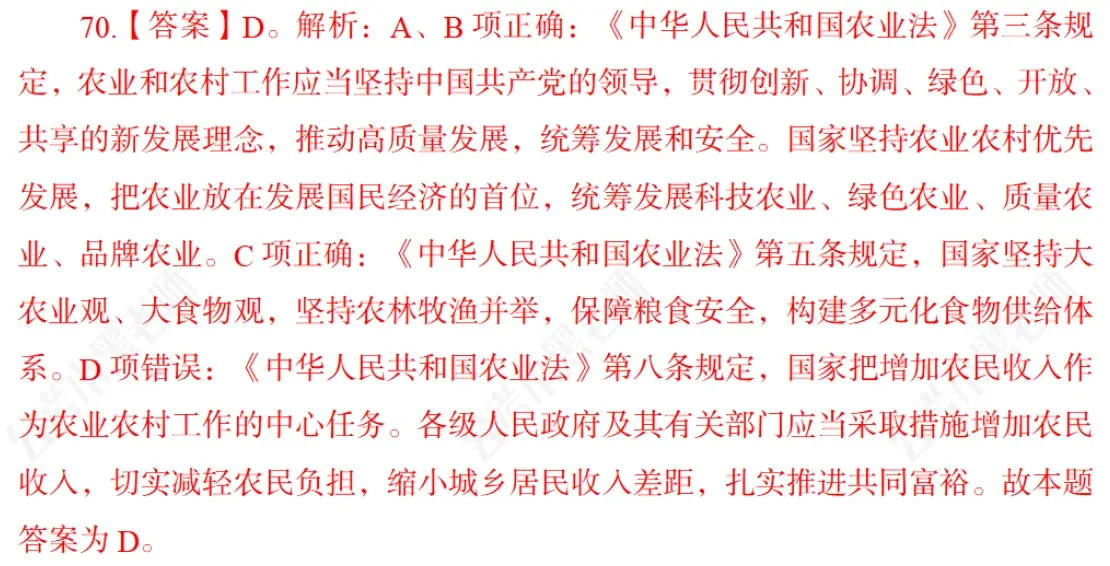 70.【答案】D。解析：A、B 项正确：《中华人民共和国农业法》第三条规
定，农业和农村工作应当坚持中国共产党的领导，贯彻创新、协调、绿色、开放、
共享的新发展理念，推动高质量发展，统筹发展和安全。国家坚持农业农村优先
发展，把农业放在发展国民经济的首位，统筹发展科技农业、绿色农业、质量农
业、品牌农业。C 项正确：《中华人民共和国农业法》第五条规定，国家坚持大
农业观、大食物观，坚持农林牧渔并举，保障粮食安全，构建多元化食物供给体
系。D 项错误：《中华人民共和国农业法》第八条规定，国家把增加农民收入作
为农业农村工作的中心任务。各级人民政府及其有关部门应当采取措施增加农民
收入，切实减轻农民负担，缩小城乡居民收入差距，扎实推进共同富裕。故本题
答案为 D。